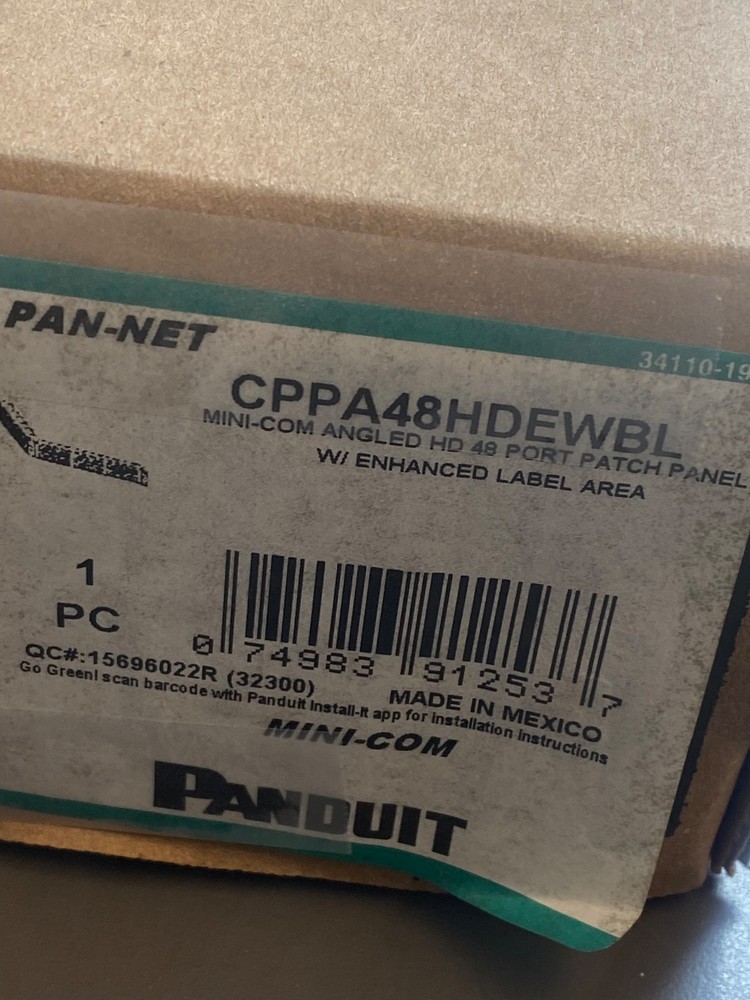 PAN-NET
34110-19
CPPA48HDEWBL
MINI-COM ANGLED HD 48 PORT PATCH PANEL
W/ ENHANCED LABEL AREA
1
PC
0 74983 91253 7
QC#:15696022R (32300)
MADE IN MEXICO
Go Green! scan barcode with Panduit Install-It app for Installation Instructions
MINI-COM
PANDUIT